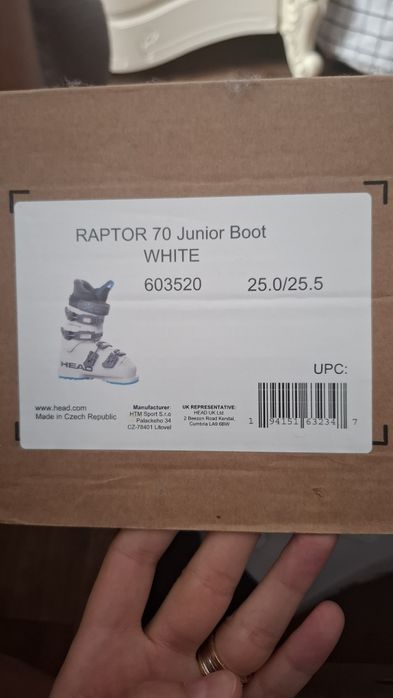 RAPTOR 70 Junior Boot
WHITE
603520 25.0/25.5
HEAD
UPC:
www.head.com
Made in Czech Republic
Manufacturer:
HTM Sport S.r.o
Palackeho 34
CZ-78401 Litovel
UK REPRESENTATIVE:
HEAD UK Ltd
2 Beezon Road Kendal,
Cumbria LA9 6BW
1 94151 63234 7